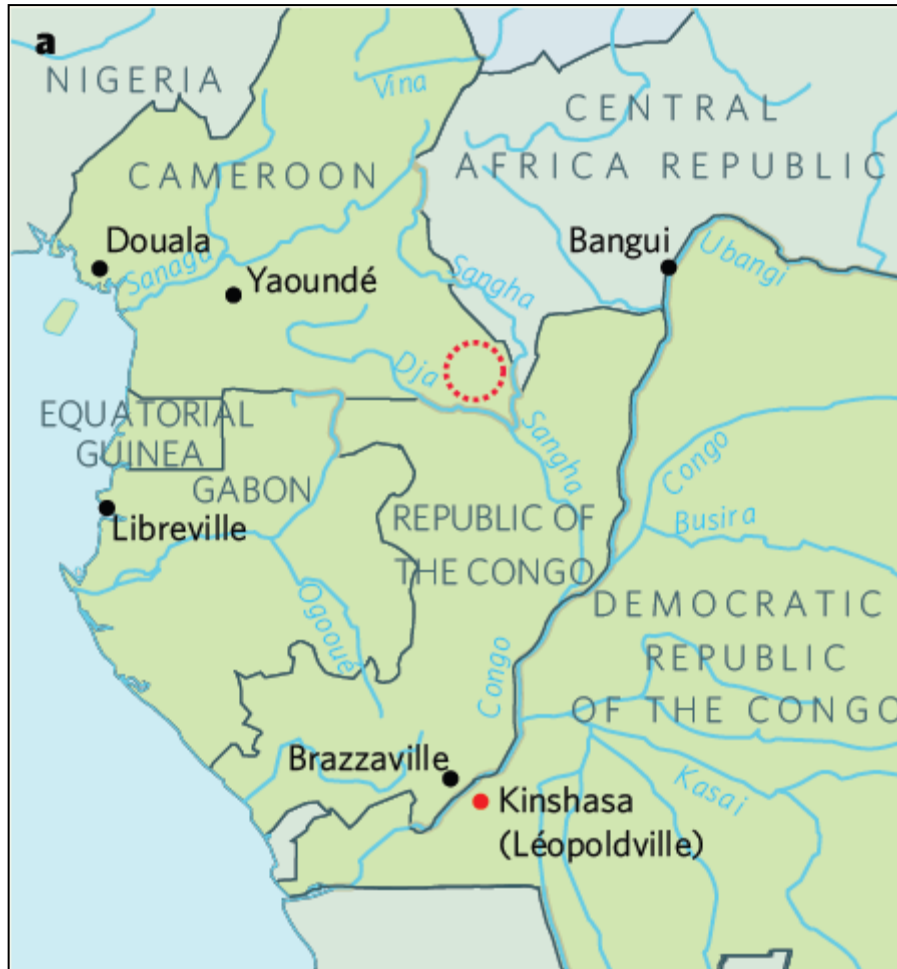 a
NIGERIA
Vina
CENTRAL
AFRICA REPUBLIC
CAMEROON
Douala
Sanaga
Yaoundé
Sangha
Bangui
Ubangi
Dja
Sangha
EQUATORIAL
GUINEA
GABON
Libreville
REPUBLIC OF
THE CONGO
Congo
Busira
Ogooué
DEMOCRATIC
REPUBLIC
OF THE CONGO
Congo
Kasai
Brazzaville
Kinshasa
(Léopoldville)